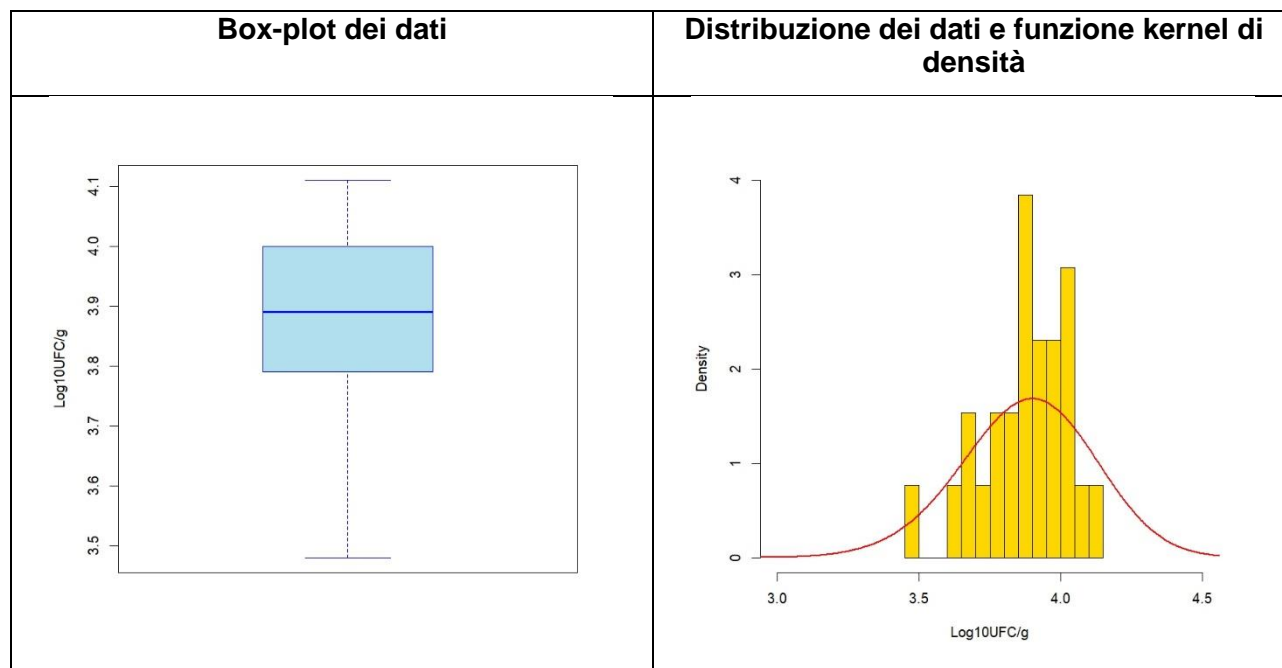 Box-plot dei dati
Distribuzione dei dati e funzione kernel di
densità
Log10UFC/g
4.1
4.0
3.9
3.8
3.7
3.6
3.5
Density
4
3
2
1
0
3.0 3.5 4.0 4.5
Log10UFC/g